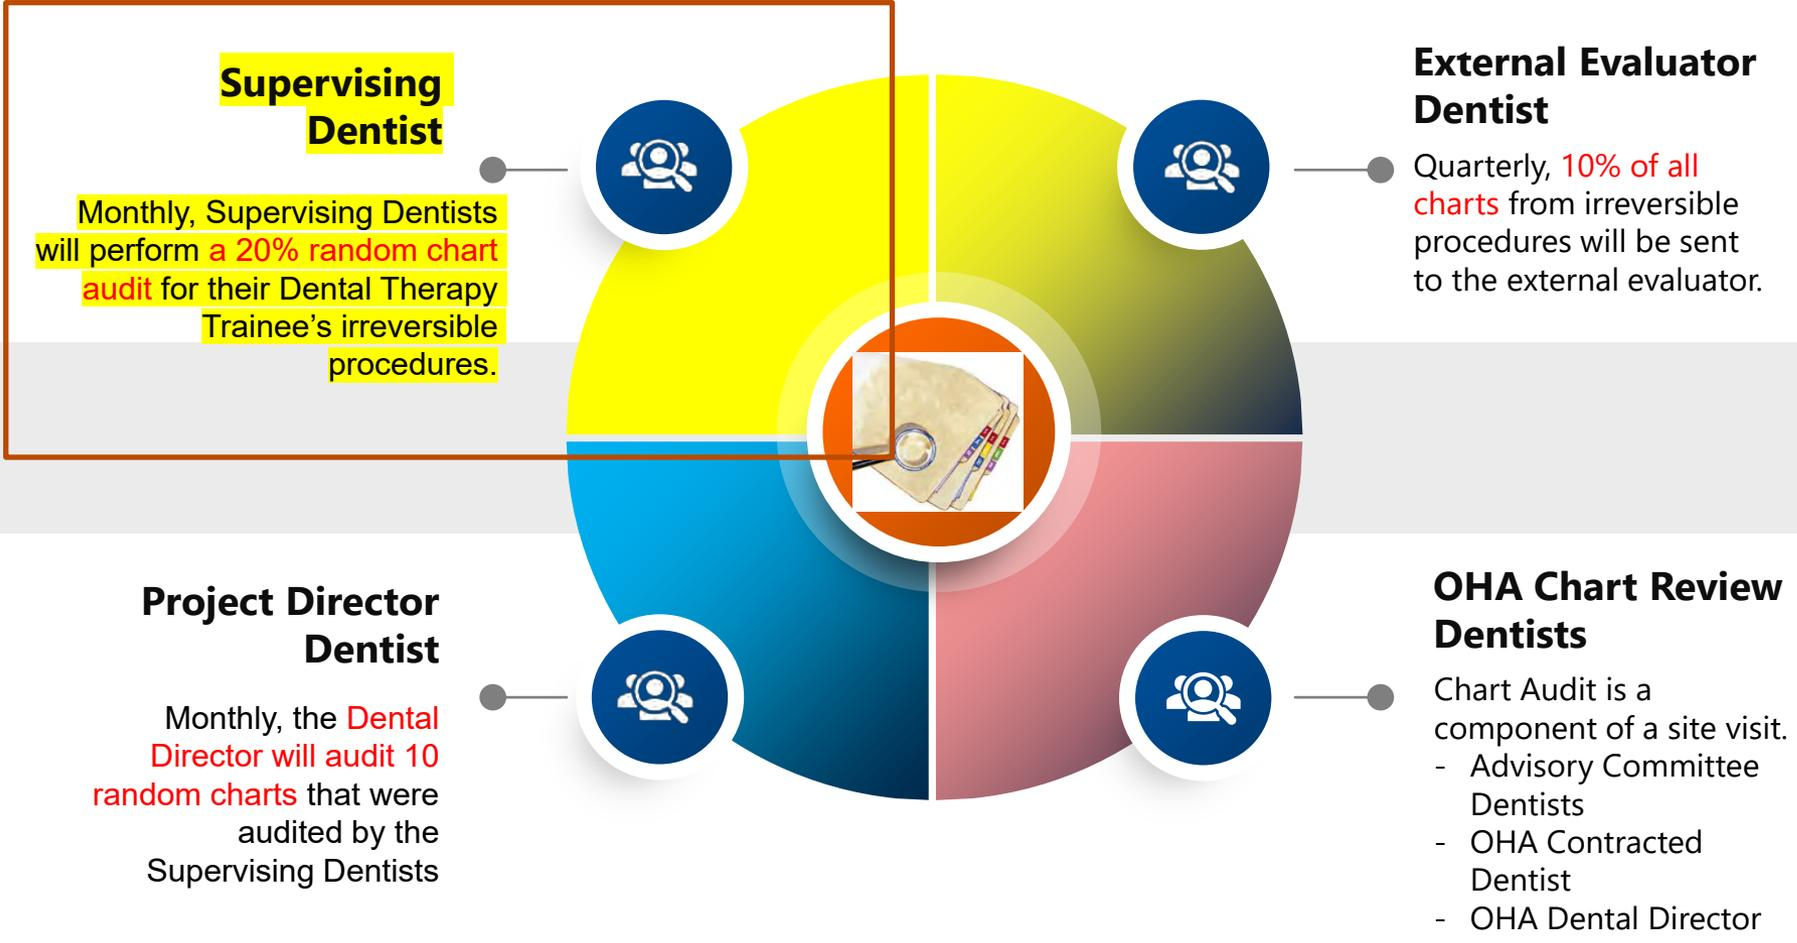 Supervising
Dentist
Monthly, Supervising Dentists
will perform a 20% random chart
audit for their Dental Therapy
Trainee’s irreversible
procedures.
External Evaluator
Dentist
Quarterly, 10% of all
charts from irreversible
procedures will be sent
to the external evaluator.
Project Director
Dentist
Monthly, the Dental
Director will audit 10
random charts that were
audited by the
Supervising Dentists
OHA Chart Review
Dentists
Chart Audit is a
component of a site visit.
- Advisory Committee
Dentists
- OHA Contracted
Dentist
- OHA Dental Director